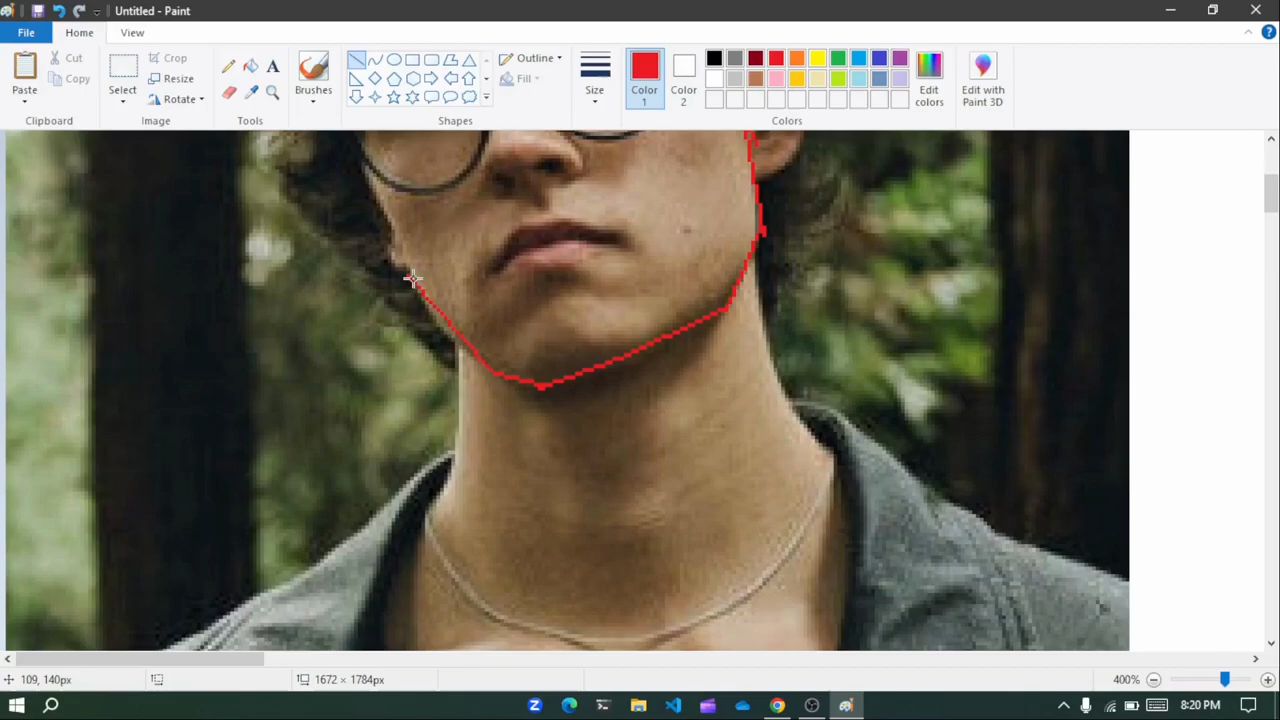 Untitled - Paint
File
Home
View
Paste
Cut
Copy
Clipboard
Select
Crop
Resize
Rotate
Image
A
Tools
Brushes
Outline
Fill
Shapes
Size
Color 1
Color 2
Edit colors
Colors
Edit with Paint 3D
109, 140px
1672 × 1784px
400%
8:20 PM